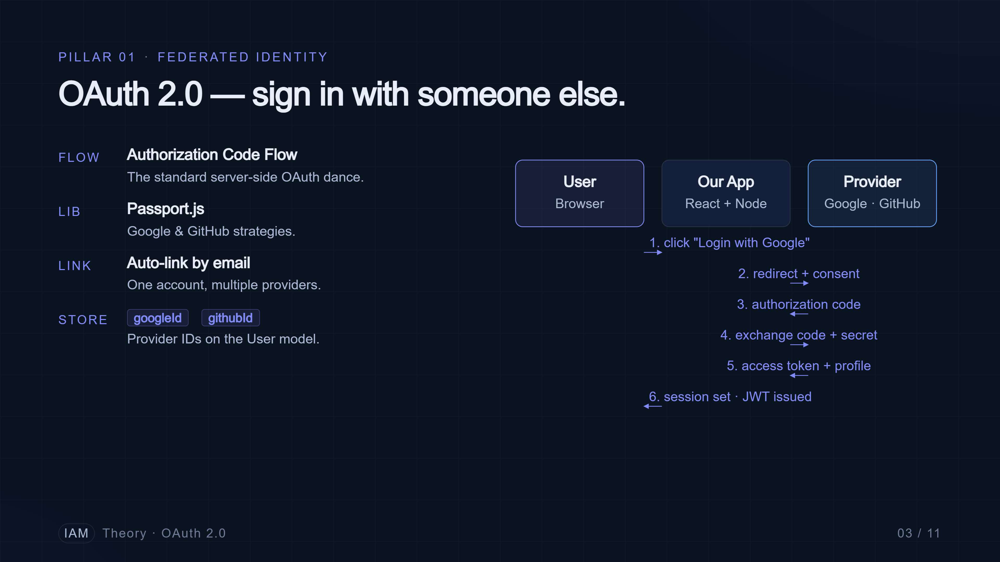 PILLAR 01 · FEDERATED IDENTITY
OAuth 2.0 — sign in with someone else.
FLOW
Authorization Code Flow
The standard server-side OAuth dance.
LIB
Passport.js
Google & GitHub strategies.
LINK
Auto-link by email
One account, multiple providers.
STORE
googleId githubId
Provider IDs on the User model.
User
Browser
Our App
React + Node
Provider
Google · GitHub
1. click "Login with Google"
2. redirect + consent
3. authorization code
4. exchange code + secret
5. access token + profile
6. session set · JWT issued
IAM Theory · OAuth 2.0
03 / 11